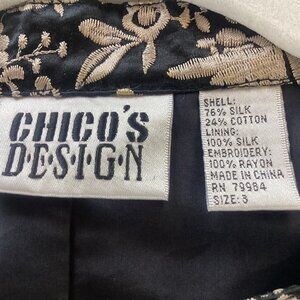 CHICO'S
D·E·S·I·G·N
SHELL:
76% SILK
24% COTTON
LINING:
100% SILK
EMBROIDERY:
100% RAYON
MADE IN CHINA
RN 79984
SIZE: 3